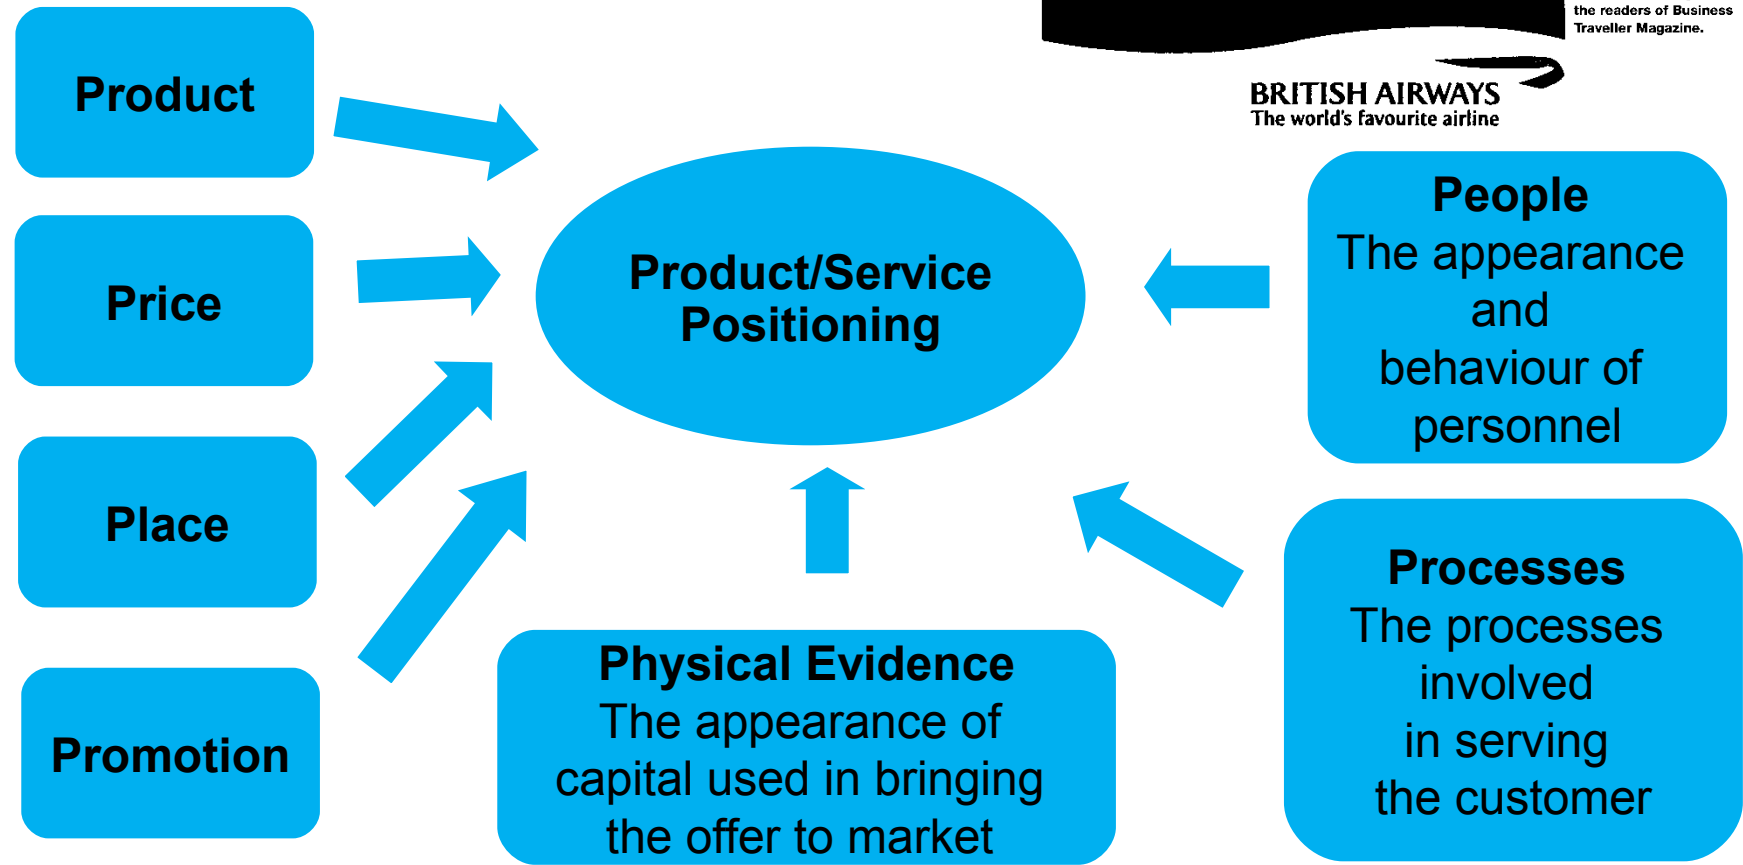 the readers of Business
Traveller Magazine.
BRITISH AIRWAYS
The world's favourite airline
Product
Price
Place
Promotion
Product/Service
Positioning
Physical Evidence
The appearance of
capital used in bringing
the offer to market
People
The appearance
and
behaviour of
personnel
Processes
The processes
involved
in serving
the customer